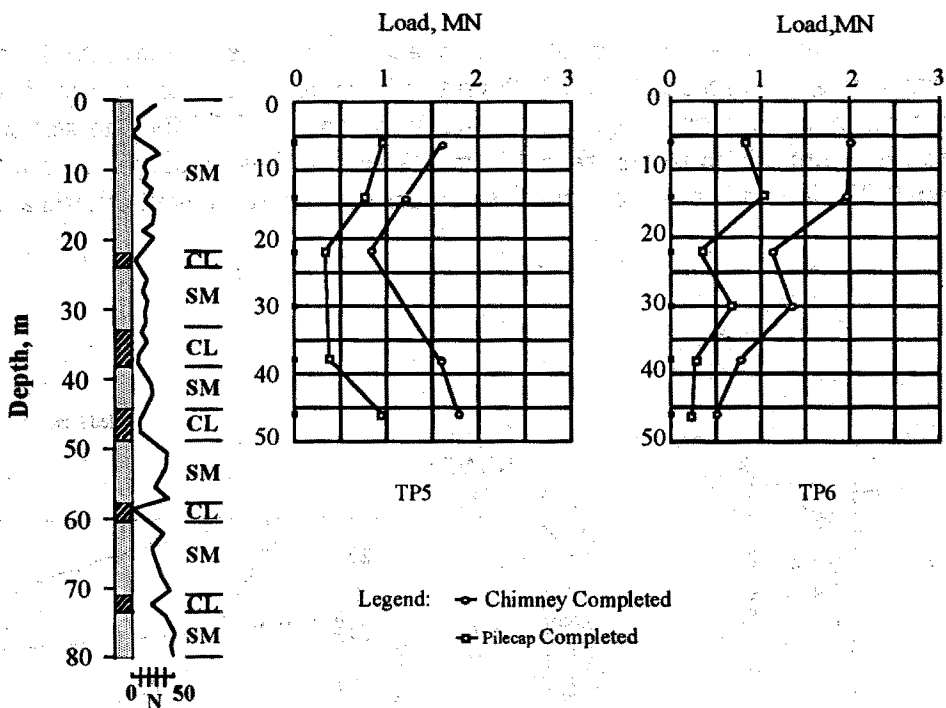 Load, MN
Load,MN
0 1 2 3
0 1 2 3
Depth, m
0
10
20
30
40
50
60
70
80
SM
CL
SM
CL
SM
CL
SM
CL
SM
CL
SM
0 50
N
0
10
20
30
40
50
TP5
0
10
20
30
40
50
TP6
Legend: Chimney Completed
Pilecap Completed